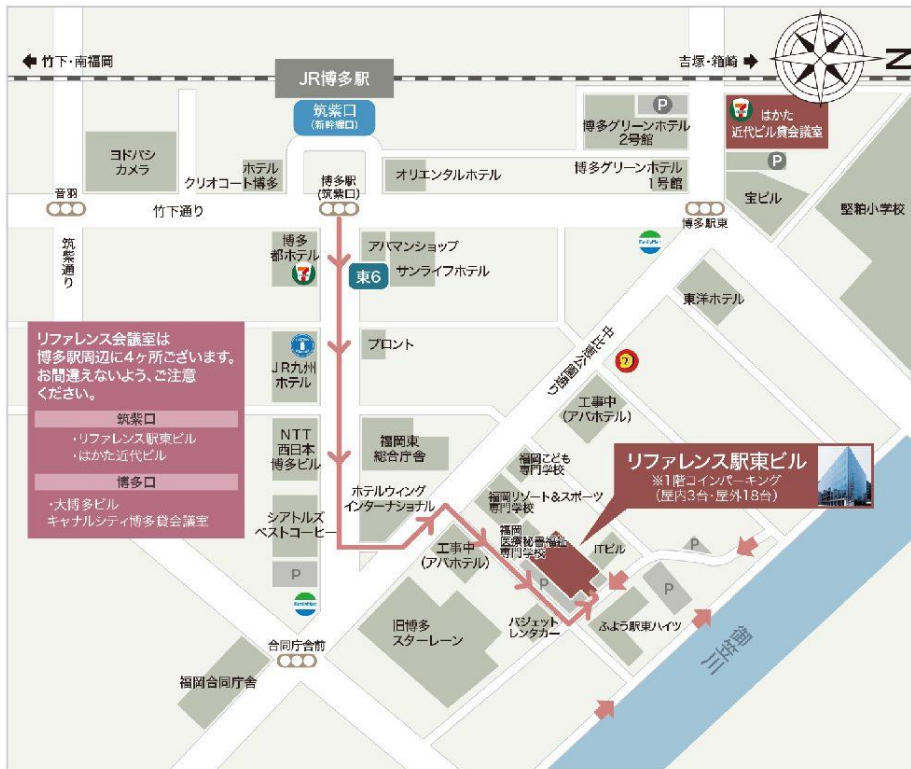 竹下・南福岡
JR博多駅
吉塚・箱崎
N
筑紫口
(新幹線口)
ヨドバシ
カメラ
ホテル
クリオコート博多
博多駅
(筑紫口)
オリエンタルホテル
P
博多グリーンホテル
2号館
博多グリーンホテル
1号館
はかた
近代ビル貸会議室
P
宝ビル
堅粕小学校
音羽
竹下通り
博多駅東
筑紫通り
博多
都ホテル
アパマンショップ
サンライフホテル
東6
FamilyMart
東洋ホテル
リファレンス会議室は
博多駅周辺に4ヶ所ございます。
お間違えないよう、ご注意
ください。
筑紫口
・リファレンス駅東ビル
・はかた近代ビル
博多口
・大博多ビル
キャナルシティ博多貸会議室
JR九州
ホテル
プロント
中比恵公園通り
工事中
(アパホテル)
NTT
西日本
博多ビル
福岡東
総合庁舎
福岡こども
専門学校
リファレンス駅東ビル
※1階コインパーキング
(屋内3台・屋外18台)
ホテルウィング
インターナショナル
福岡リゾート&スポーツ
専門学校
シアトルズ
ベストコーヒー
工事中
(アパホテル)
福岡
医療秘書福祉
専門学校
ITビル
P
P
P
P
FamilyMart
旧博多
スターレーン
バジェット
レンタカー
ふよう駅東ハイツ
御笠川
合同庁舎前
福岡合同庁舎